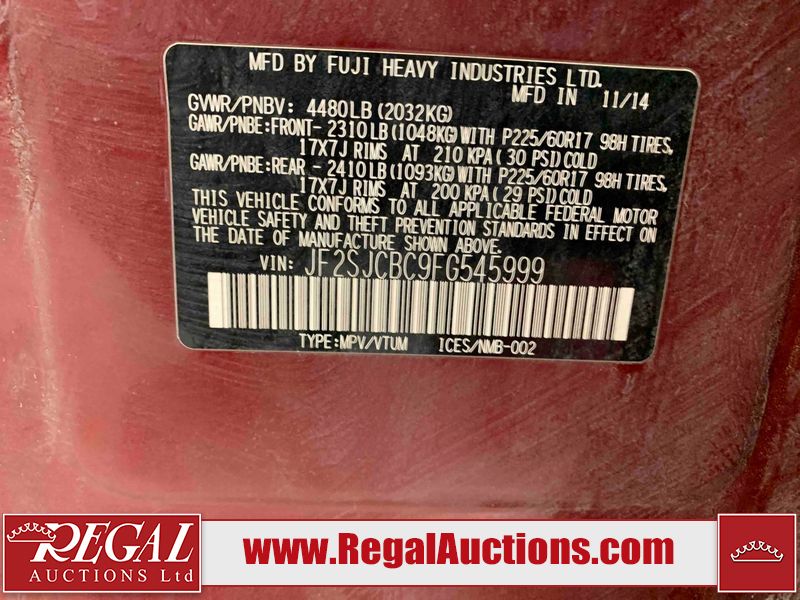 MFD BY FUJI HEAVY INDUSTRIES LTD.
MFD IN 11/14
GVWR/PNBV: 4480LB (2032KG)
GAWR/PNBE:FRONT- 2310LB (1048KG) WITH P225/60R17 98H TIRES,
17X7J RIMS AT 210 KPA ( 30 PSI) COLD
GAWR/PNBE:REAR - 2410LB (1093KG) WITH P225/60R17 98H TIRES,
17X7J RIMS AT 200 KPA ( 29 PSI) COLD
THIS VEHICLE CONFORMS TO ALL APPLICABLE FEDERAL MOTOR
VEHICLE SAFETY AND THEFT PREVENTION STANDARDS IN EFFECT ON
THE DATE OF MANUFACTURE SHOWN ABOVE.
VIN: JF2SJCBC9FG545999
TYPE:MPV/VTUM ICES/NMB-002
REGAL
AUCTIONS Ltd
www.RegalAuctions.com